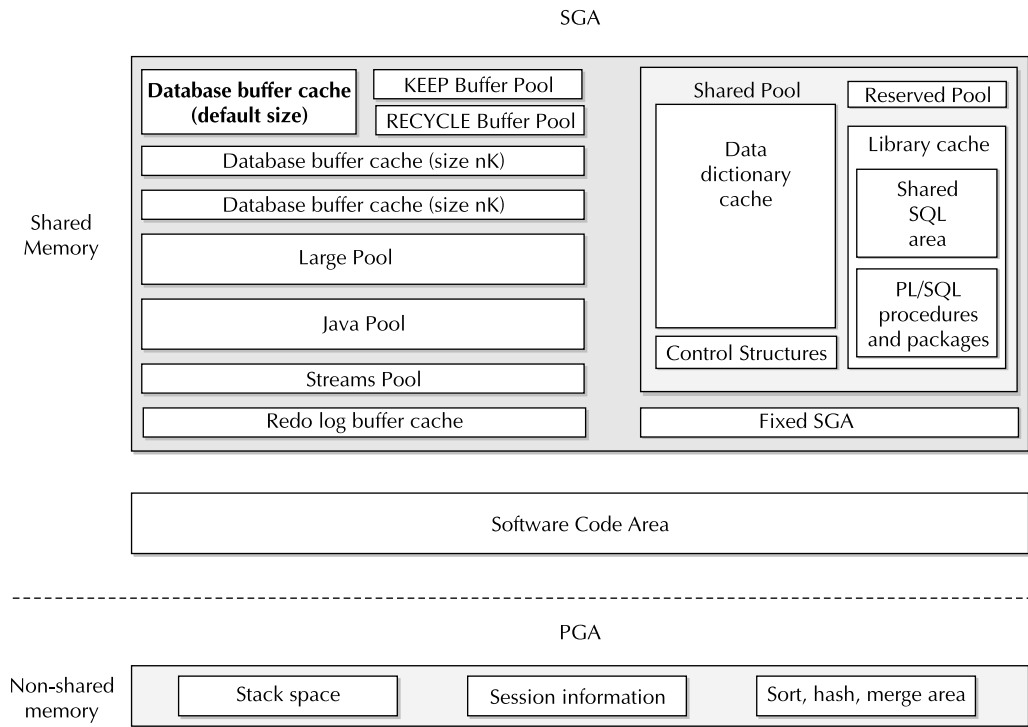 SGA
Shared
Memory
Database buffer cache
(default size)
KEEP Buffer Pool
RECYCLE Buffer Pool
Database buffer cache (size nK)
Database buffer cache (size nK)
Large Pool
Java Pool
Streams Pool
Redo log buffer cache
Shared Pool
Data
dictionary
cache
Control Structures
Reserved Pool
Library cache
Shared
SQL
area
PL/SQL
procedures
and packages
Fixed SGA
Software Code Area
PGA
Non-shared
memory
Stack space
Session information
Sort, hash, merge area